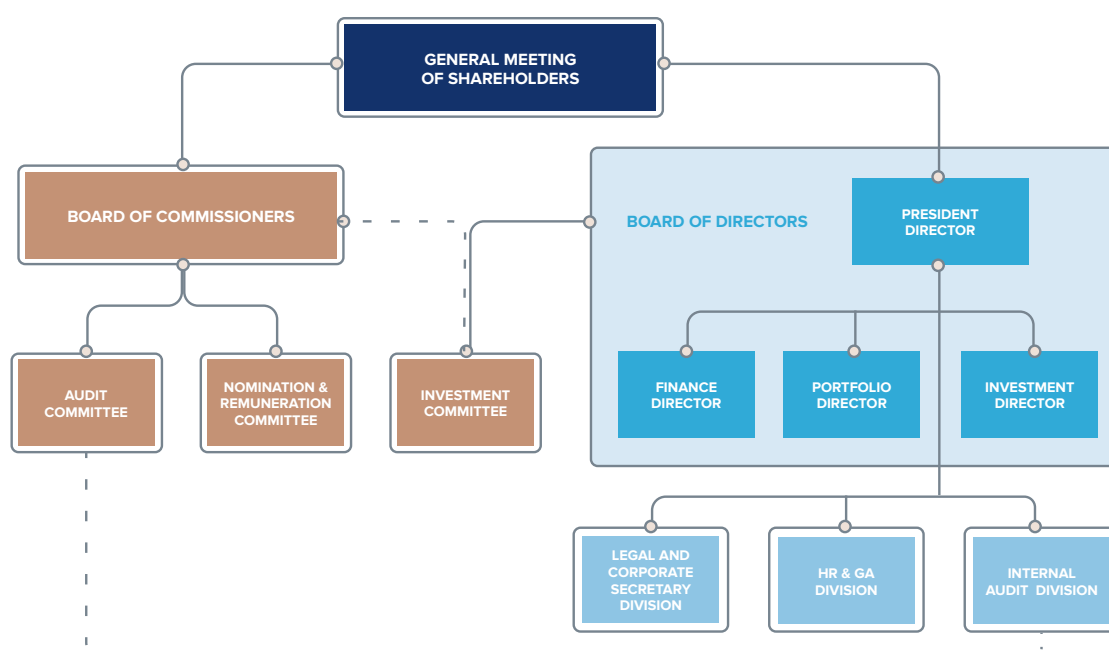 GENERAL MEETING
OF SHAREHOLDERS
BOARD OF COMMISSIONERS
BOARD OF DIRECTORS
PRESIDENT
DIRECTOR
AUDIT
COMMITTEE
NOMINATION &
REMUNERATION
COMMITTEE
INVESTMENT
COMMITTEE
FINANCE
DIRECTOR
PORTFOLIO
DIRECTOR
INVESTMENT
DIRECTOR
LEGAL AND
CORPORATE
SECRETARY
DIVISION
HR & GA
DIVISION
INTERNAL
AUDIT DIVISION